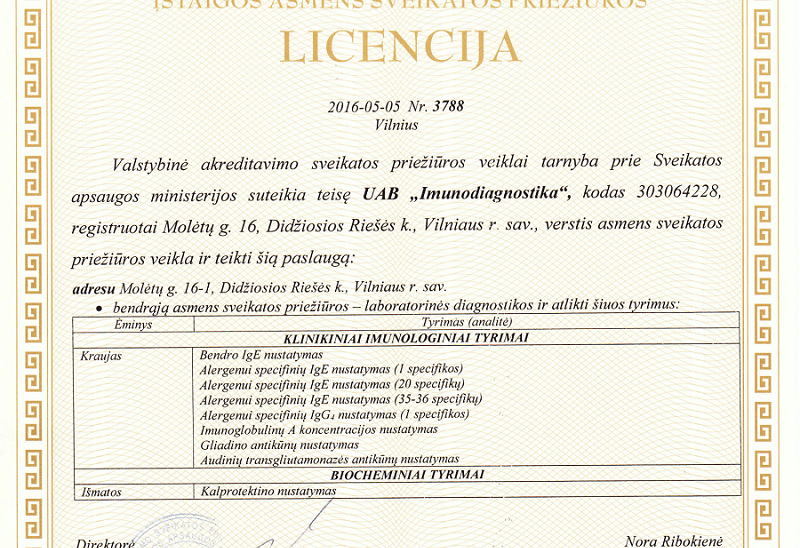 ĮSTAIGOS ASMENS SVEIKATOS PRIEŽIŪROS
LICENCIJA
2016-05-05 Nr. 3788
Vilnius
Valstybinė akreditavimo sveikatos priežiūros veiklai tarnyba prie Sveikatos
apsaugos ministerijos suteikia teisę UAB „Imunodiagnostika“, kodas 303064228,
registruotai Molėtų g. 16, Didžiosios Riešės k., Vilniaus r. sav., verstis asmens sveikatos
priežiūros veikla ir teikti šią paslaugą:
adresu Molėtų g. 16-1, Didžiosios Riešės k., Vilniaus r. sav.
• bendrąją asmens sveikatos priežiūros – laboratorinės diagnostikos ir atlikti šiuos tyrimus:
Ėminys Tyrimas (analitė)
KLINIKINIAI IMUNOLOGINIAI TYRIMAI
Kraujas Bendro IgE nustatymas
Alergenui specifinių IgE nustatymas (1 specifikos)
Alergenui specifinių IgE nustatymas (20 specifikų)
Alergenui specifinių IgE nustatymas (35-36 specifikų)
Alergenui specifinių IgG₄ nustatymas (1 specifikos)
Imunoglobulinų A koncentracijos nustatymas
Gliadino antikūnų nustatymas
Audinių transgliutamonazės antikūnų nustatymas
BIOCHEMINIAI TYRIMAI
Išmatos Kalprotektino nustatymas
Direktorė Nora Ribokienė